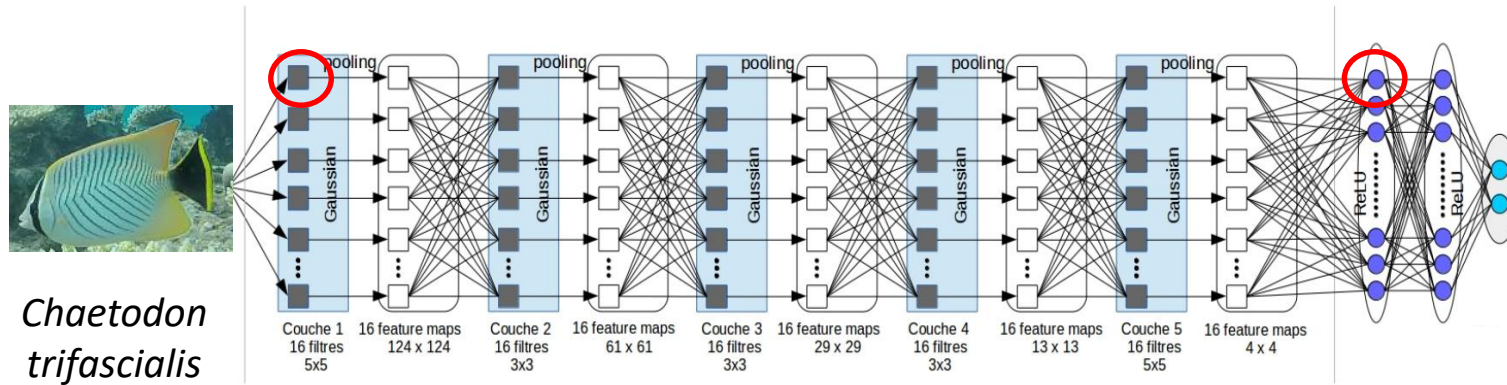 pooling
pooling
pooling
pooling
pooling
Gaussian
Gaussian
Gaussian
Gaussian
Gaussian
ReLU
ReLU
Chaetodon
trifascialis
Couche 1
16 filtres
5x5
16 feature maps
124 x 124
Couche 2
16 filtres
3x3
16 feature maps
61 x 61
Couche 3
16 filtres
3x3
16 feature maps
29 x 29
Couche 4
16 filtres
3x3
16 feature maps
13 x 13
Couche 5
16 filtres
5x5
16 feature maps
4 x 4